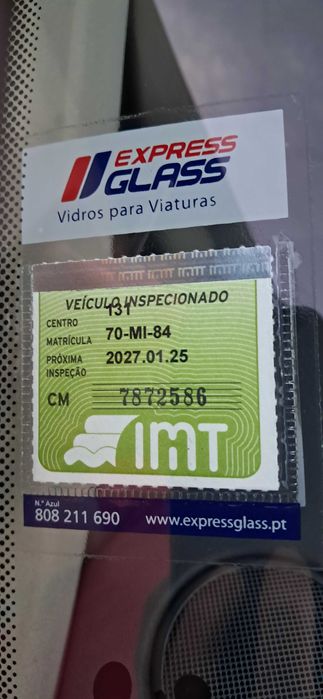 EXPRESS
GLASS
Vidros para Viaturas
VEÍCULO INSPECIONADO
CENTRO 131
MATRÍCULA 70-MI-84
PRÓXIMA INSPEÇÃO 2027.01.25
CM 7872586
IMT
N.º Azul
808 211 690 www.expressglass.pt